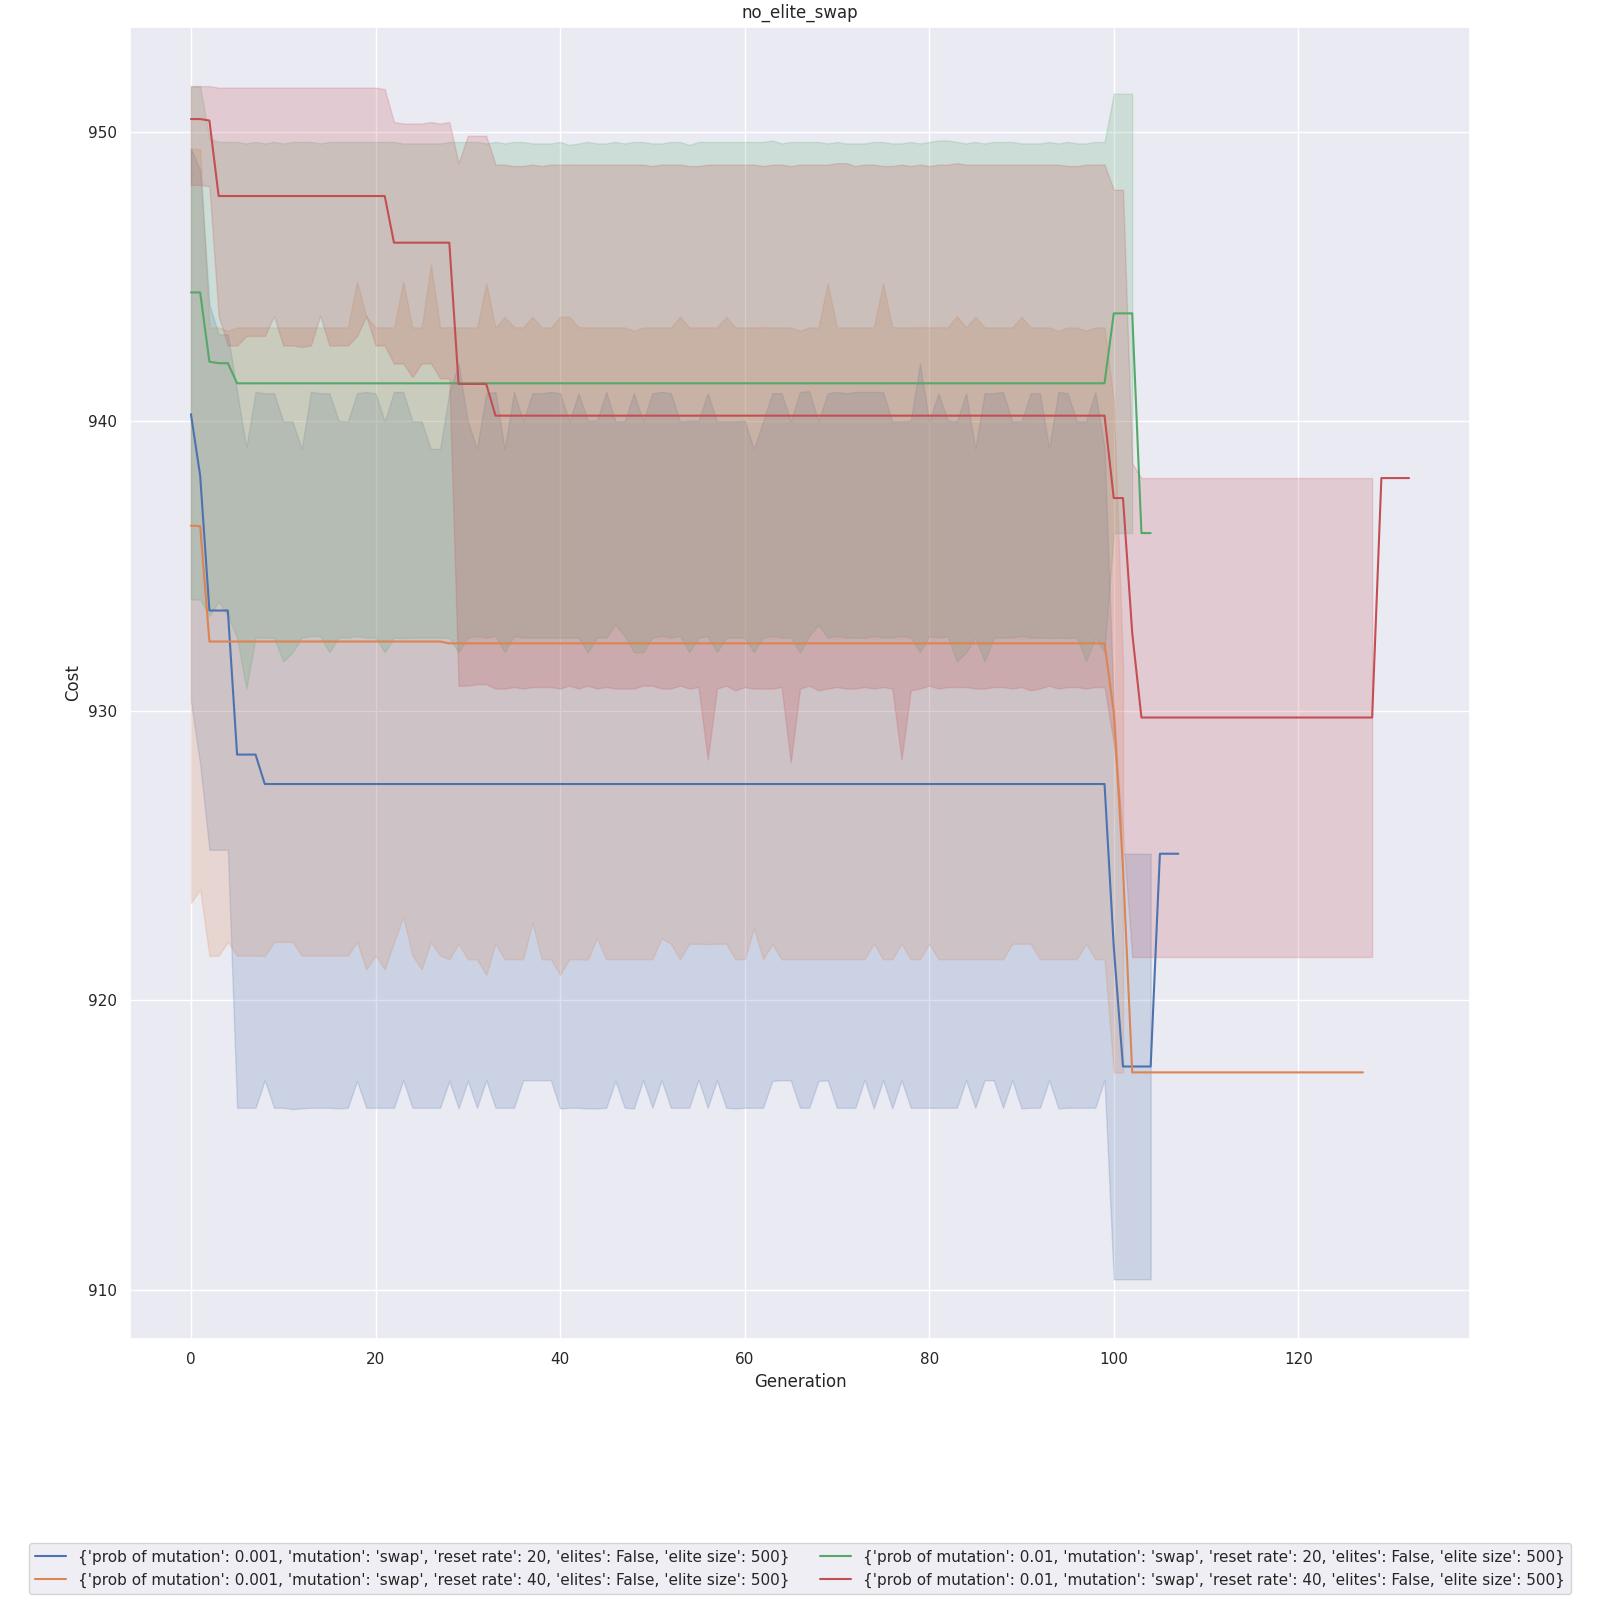 no_elite_swap
950
940
930
920
910
Cost
0 20 40 60 80 100 120
Generation
{'prob of mutation': 0.001, 'mutation': 'swap', 'reset rate': 20, 'elites': False, 'elite size': 500}
{'prob of mutation': 0.001, 'mutation': 'swap', 'reset rate': 40, 'elites': False, 'elite size': 500}
{'prob of mutation': 0.01, 'mutation': 'swap', 'reset rate': 20, 'elites': False, 'elite size': 500}
{'prob of mutation': 0.01, 'mutation': 'swap', 'reset rate': 40, 'elites': False, 'elite size': 500}